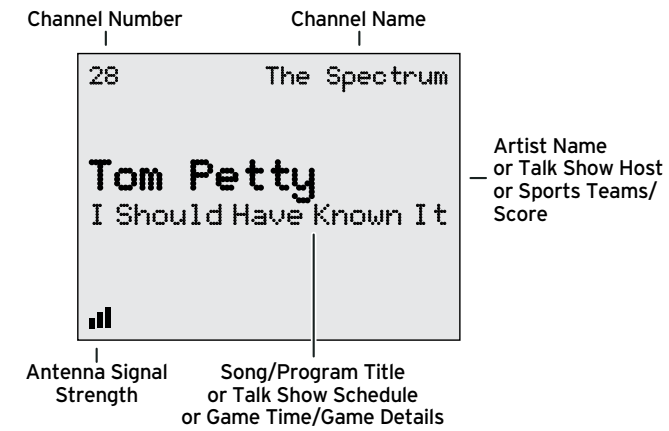 Channel Number
Channel Name
28 The Spectrum
Tom Petty
I Should Have Known It
Artist Name
or Talk Show Host
or Sports Teams/
Score
Antenna Signal
Strength
Song/Program Title
or Talk Show Schedule
or Game Time/Game Details